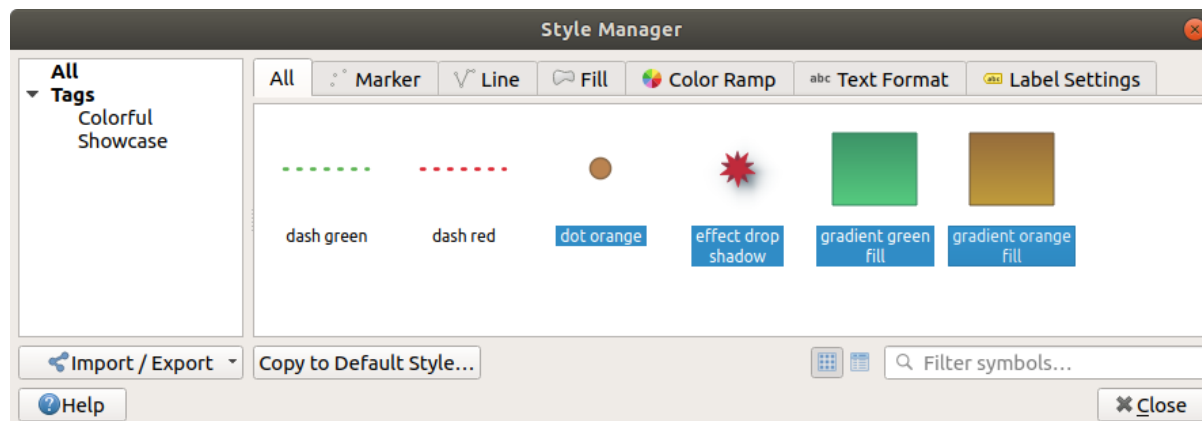 Style Manager
All
Tags
Colorful
Showcase
All
Marker
Line
Fill
Color Ramp
abc Text Format
abc Label Settings
dash green
dash red
dot orange
effect drop
shadow
gradient green
fill
gradient orange
fill
Import / Export
Copy to Default Style...
Filter symbols...
?Help
Close